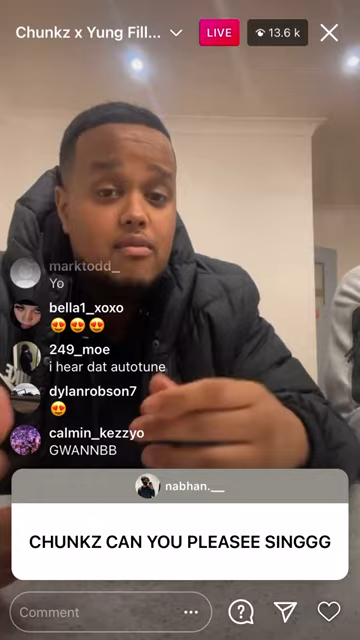 Chunkz x Yung Fill...
LIVE
13.6 k
marktodd_
Yo
bella1_xoxo
😍 😍 😍
249_moe
i hear dat autotune
dylanrobson7
😍
calmin_kezzyo
GWANNBB
nabhan.__
CHUNKZ CAN YOU PLEASEE SINGGG
Comment